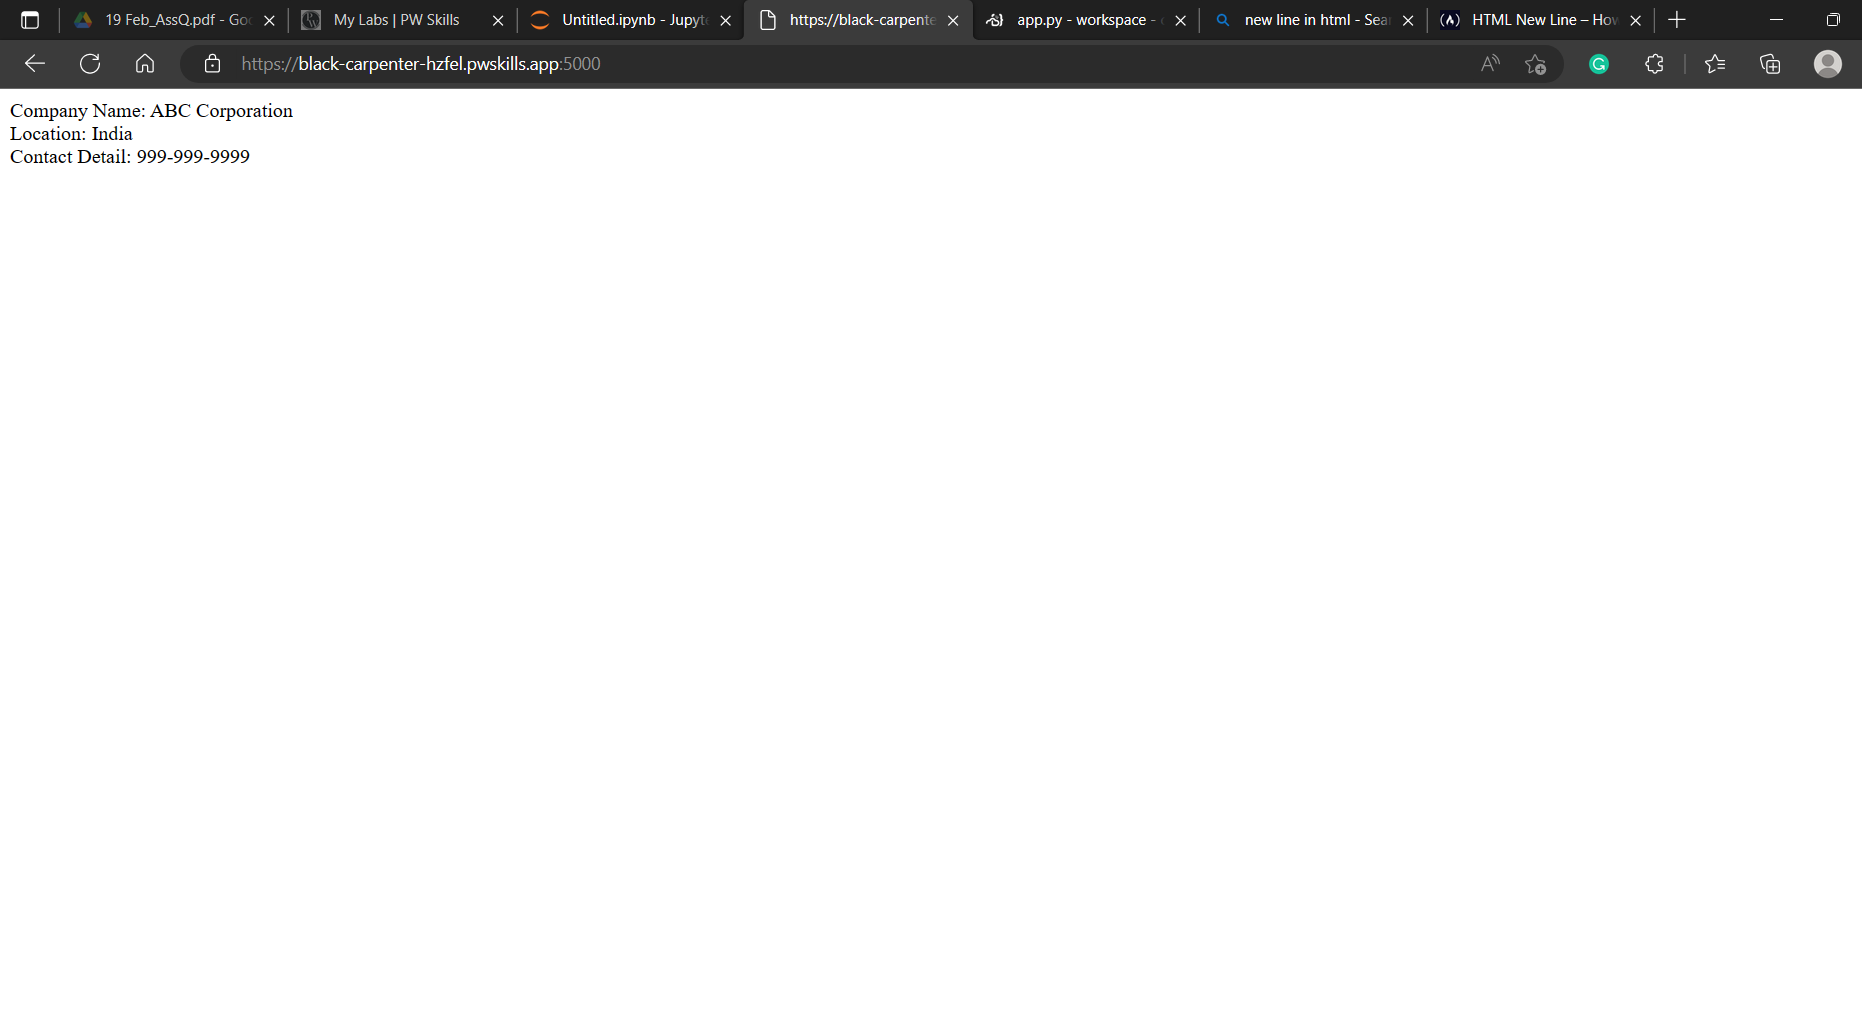 19 Feb_AssQ.pdf - Goo
My Labs | PW Skills
Untitled.ipynb - Jupyte
https://black-carpente
app.py - workspace -
new line in html - Sear
HTML New Line – How
https://black-carpenter-hzfel.pwskills.app:5000
Company Name: ABC Corporation
Location: India
Contact Detail: 999-999-9999